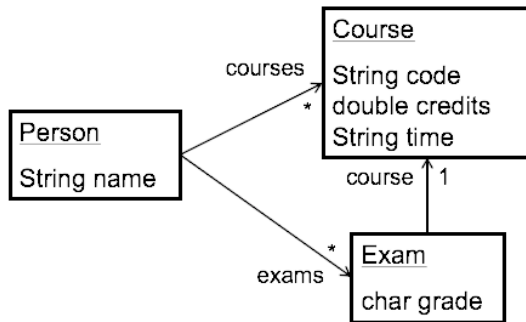 Course
String code
double credits
String time
courses
*
Person
String name
course 1
*
exams
Exam
char grade